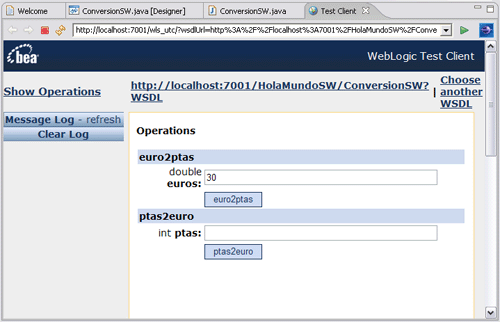 Welcome
ConversionSW.java [Designer]
ConversionSW.java
Test Client
http://localhost:7001/wls_utc/?wsdlUrl=http%3A%2F%2Flocalhost%3A7001%2FHolaMundoSW%2FConve
bea
WebLogic Test Client
Show Operations
http://localhost:7001/HolaMundoSW/ConversionSW?
WSDL
|
Choose
another
WSDL
Message Log - refresh
Clear Log
Operations
euro2ptas
double
euros:
30
euro2ptas
ptas2euro
int ptas:
ptas2euro